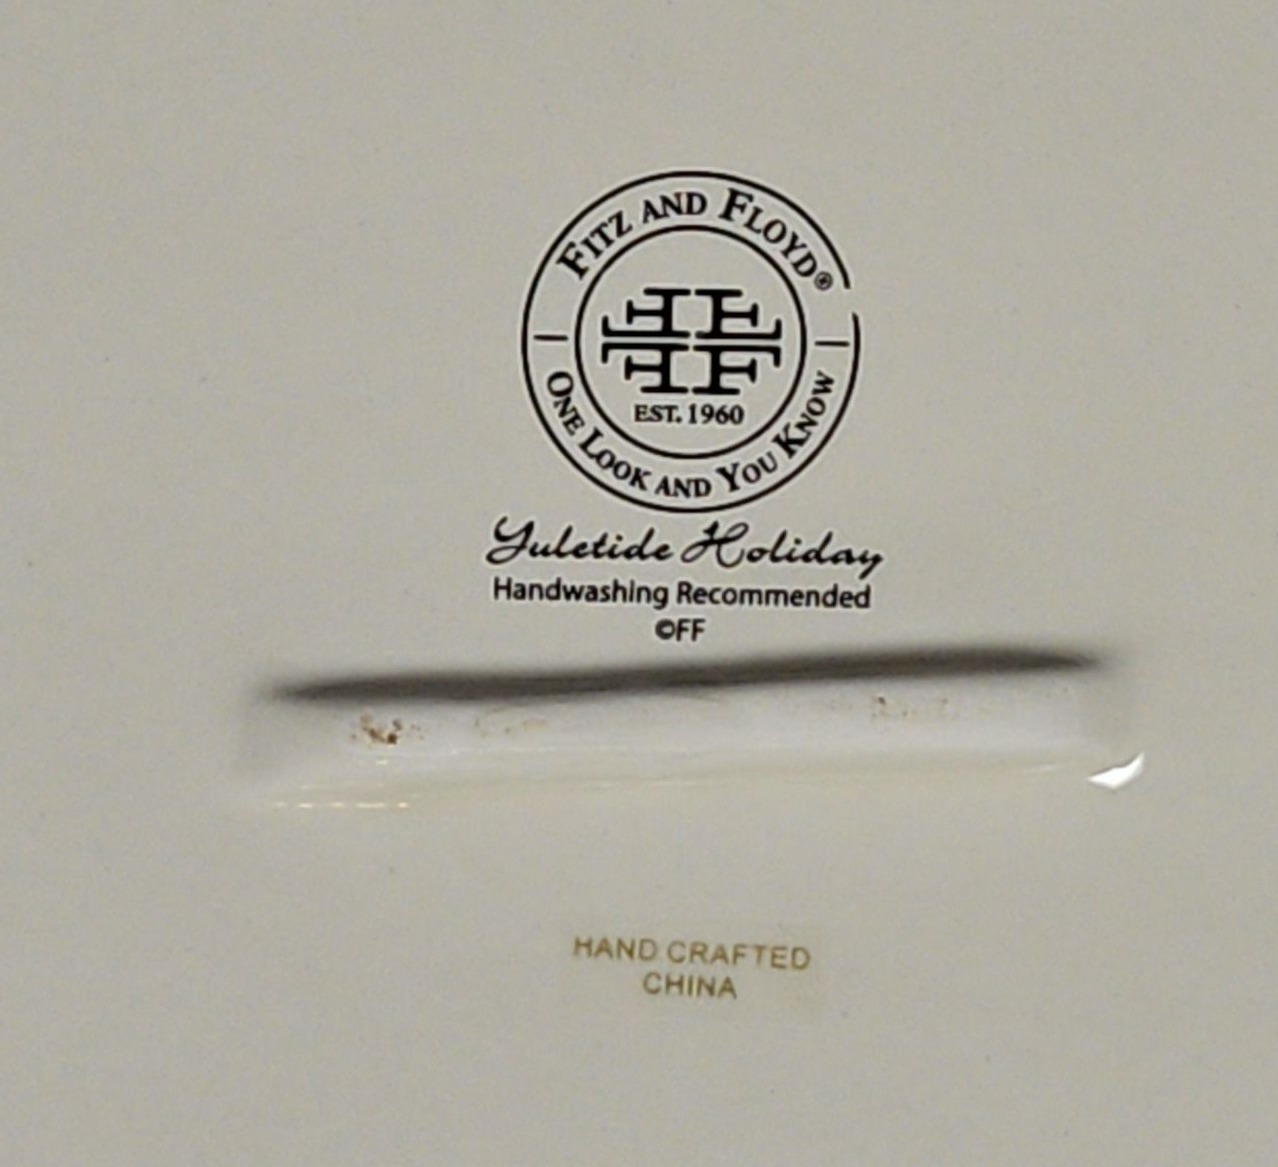 FITZ AND FLOYD®
EST. 1960
ONE LOOK AND YOU KNOW
Yuletide Holiday
Handwashing Recommended
©FF
HAND CRAFTED
CHINA